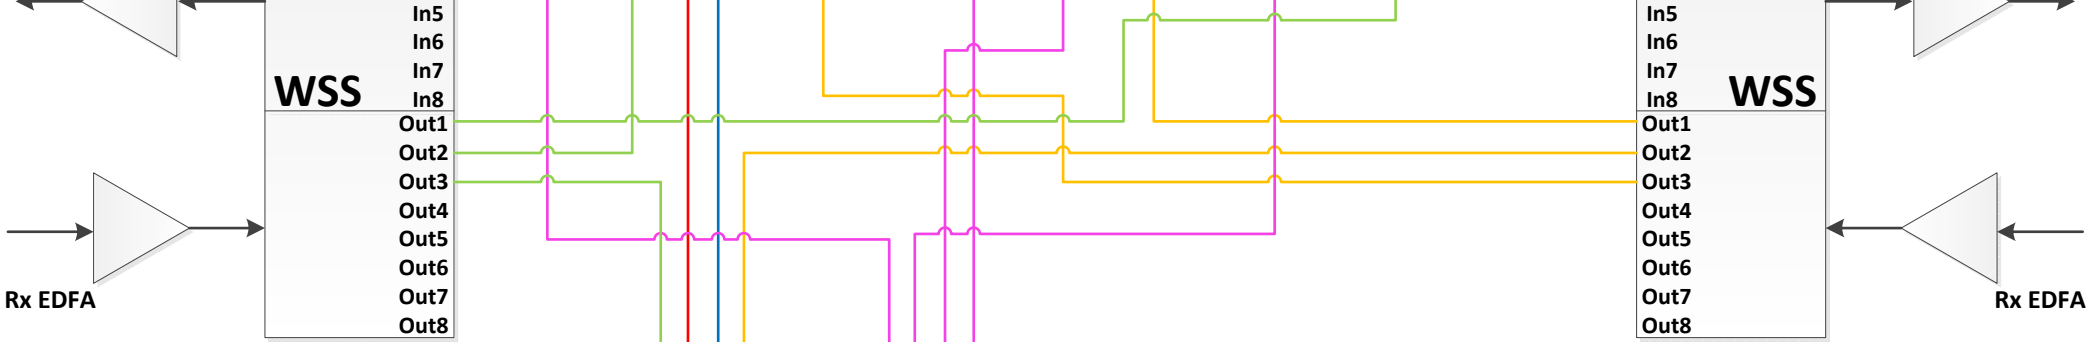 In5
In6
In7
In8
WSS
Out1
Out2
Out3
Out4
Out5
Out6
Out7
Out8
Rx EDFA
In5
In6
In7
In8
WSS
Out1
Out2
Out3
Out4
Out5
Out6
Out7
Out8
Rx EDFA